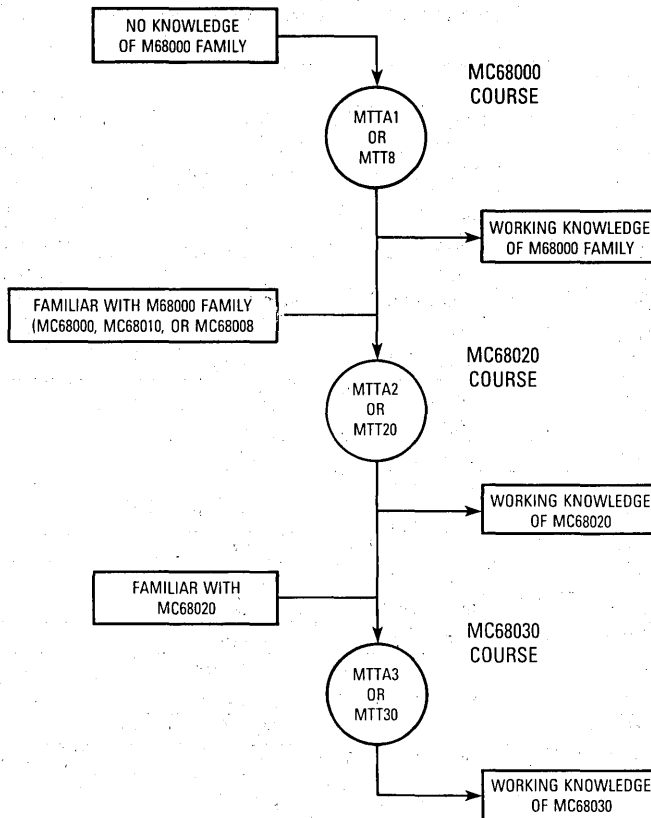 NO KNOWLEDGE
OF M68000 FAMILY
MC68000
COURSE
MTTA1
OR
MTT8
WORKING KNOWLEDGE
OF M68000 FAMILY
FAMILIAR WITH M68000 FAMILY
(MC68000, MC68010, OR MC68008
MC68020
COURSE
MTTA2
OR
MTT20
WORKING KNOWLEDGE
OF MC68020
FAMILIAR WITH
MC68020
MC68030
COURSE
MTTA3
OR
MTT30
WORKING KNOWLEDGE
OF MC68030